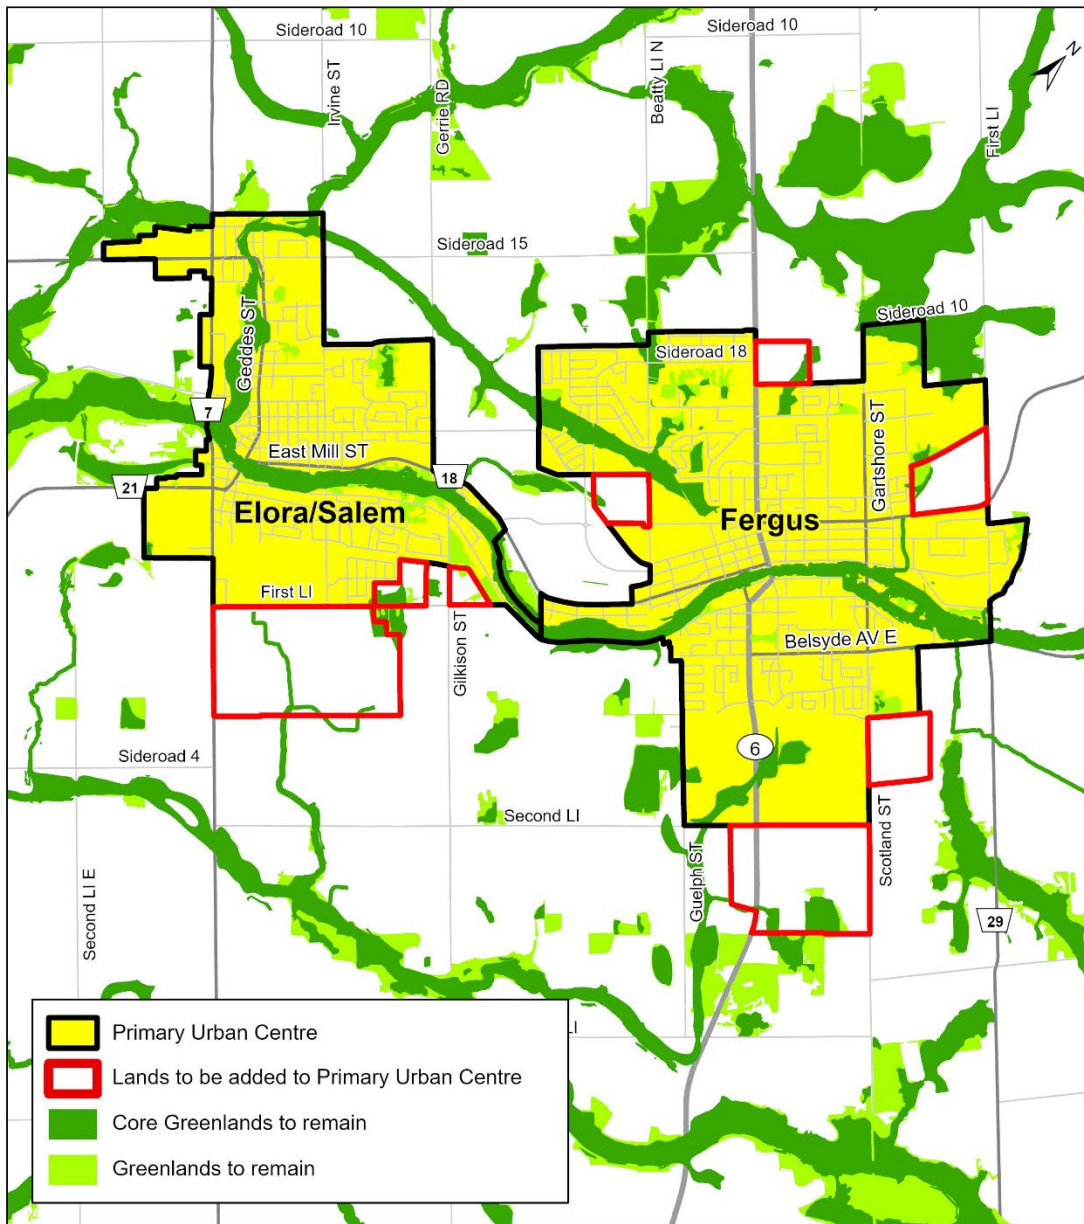 Sideroad 10
Sideroad 10
N
Irvine ST
Gerrie RD
Beatty LI N
First LI
Sideroad 15
Sideroad 10
Geddes ST
Sideroad 18
7
Gartshore ST
East Mill ST
18
21
Elora/Salem
Fergus
First LI
Gilkison ST
Belsyde AV E
Sideroad 4
6
Second LI
Scotland ST
Guelph ST
Second LI E
29
Primary Urban Centre
LI
Lands to be added to Primary Urban Centre
Core Greenlands to remain
Greenlands to remain